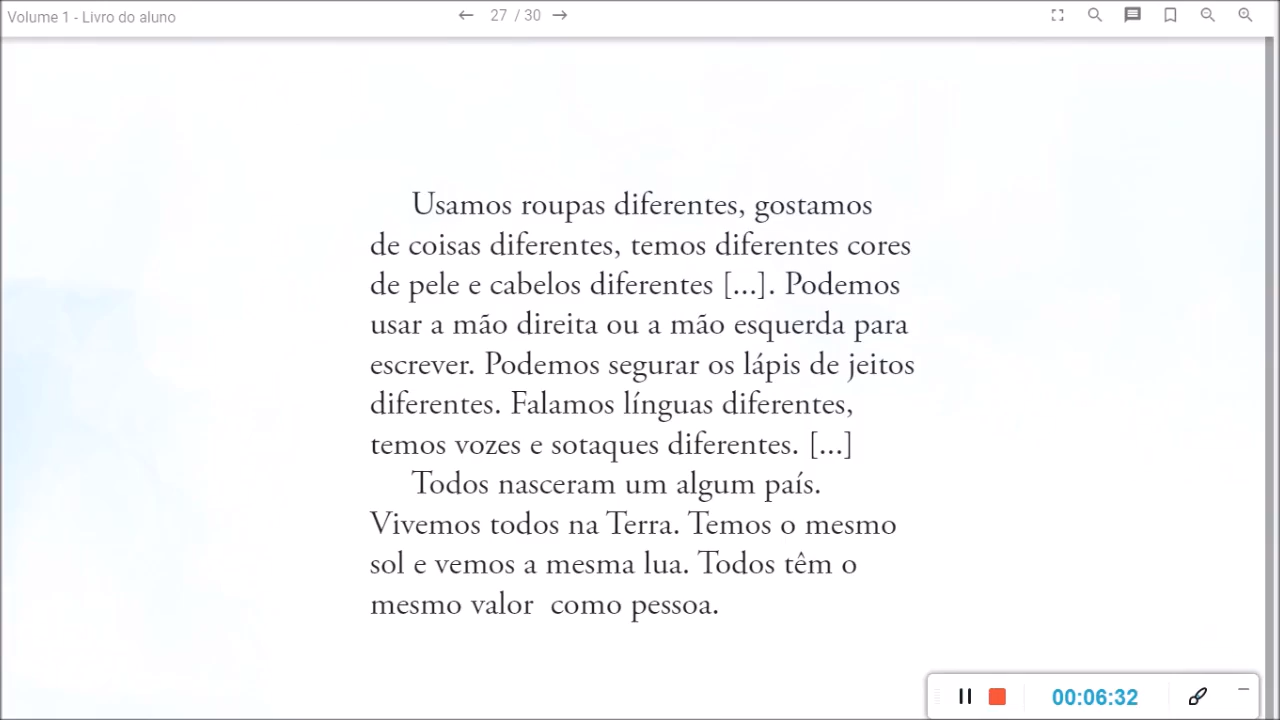 Volume 1 - Livro do aluno
27 / 30
Usamos roupas diferentes, gostamos
de coisas diferentes, temos diferentes cores
de pele e cabelos diferentes [...]. Podemos
usar a mão direita ou a mão esquerda para
escrever. Podemos segurar os lápis de jeitos
diferentes. Falamos línguas diferentes,
temos vozes e sotaques diferentes. [...]
Todos nasceram um algum país.
Vivemos todos na Terra. Temos o mesmo
sol e vemos a mesma lua. Todos têm o
mesmo valor como pessoa.
00:06:32